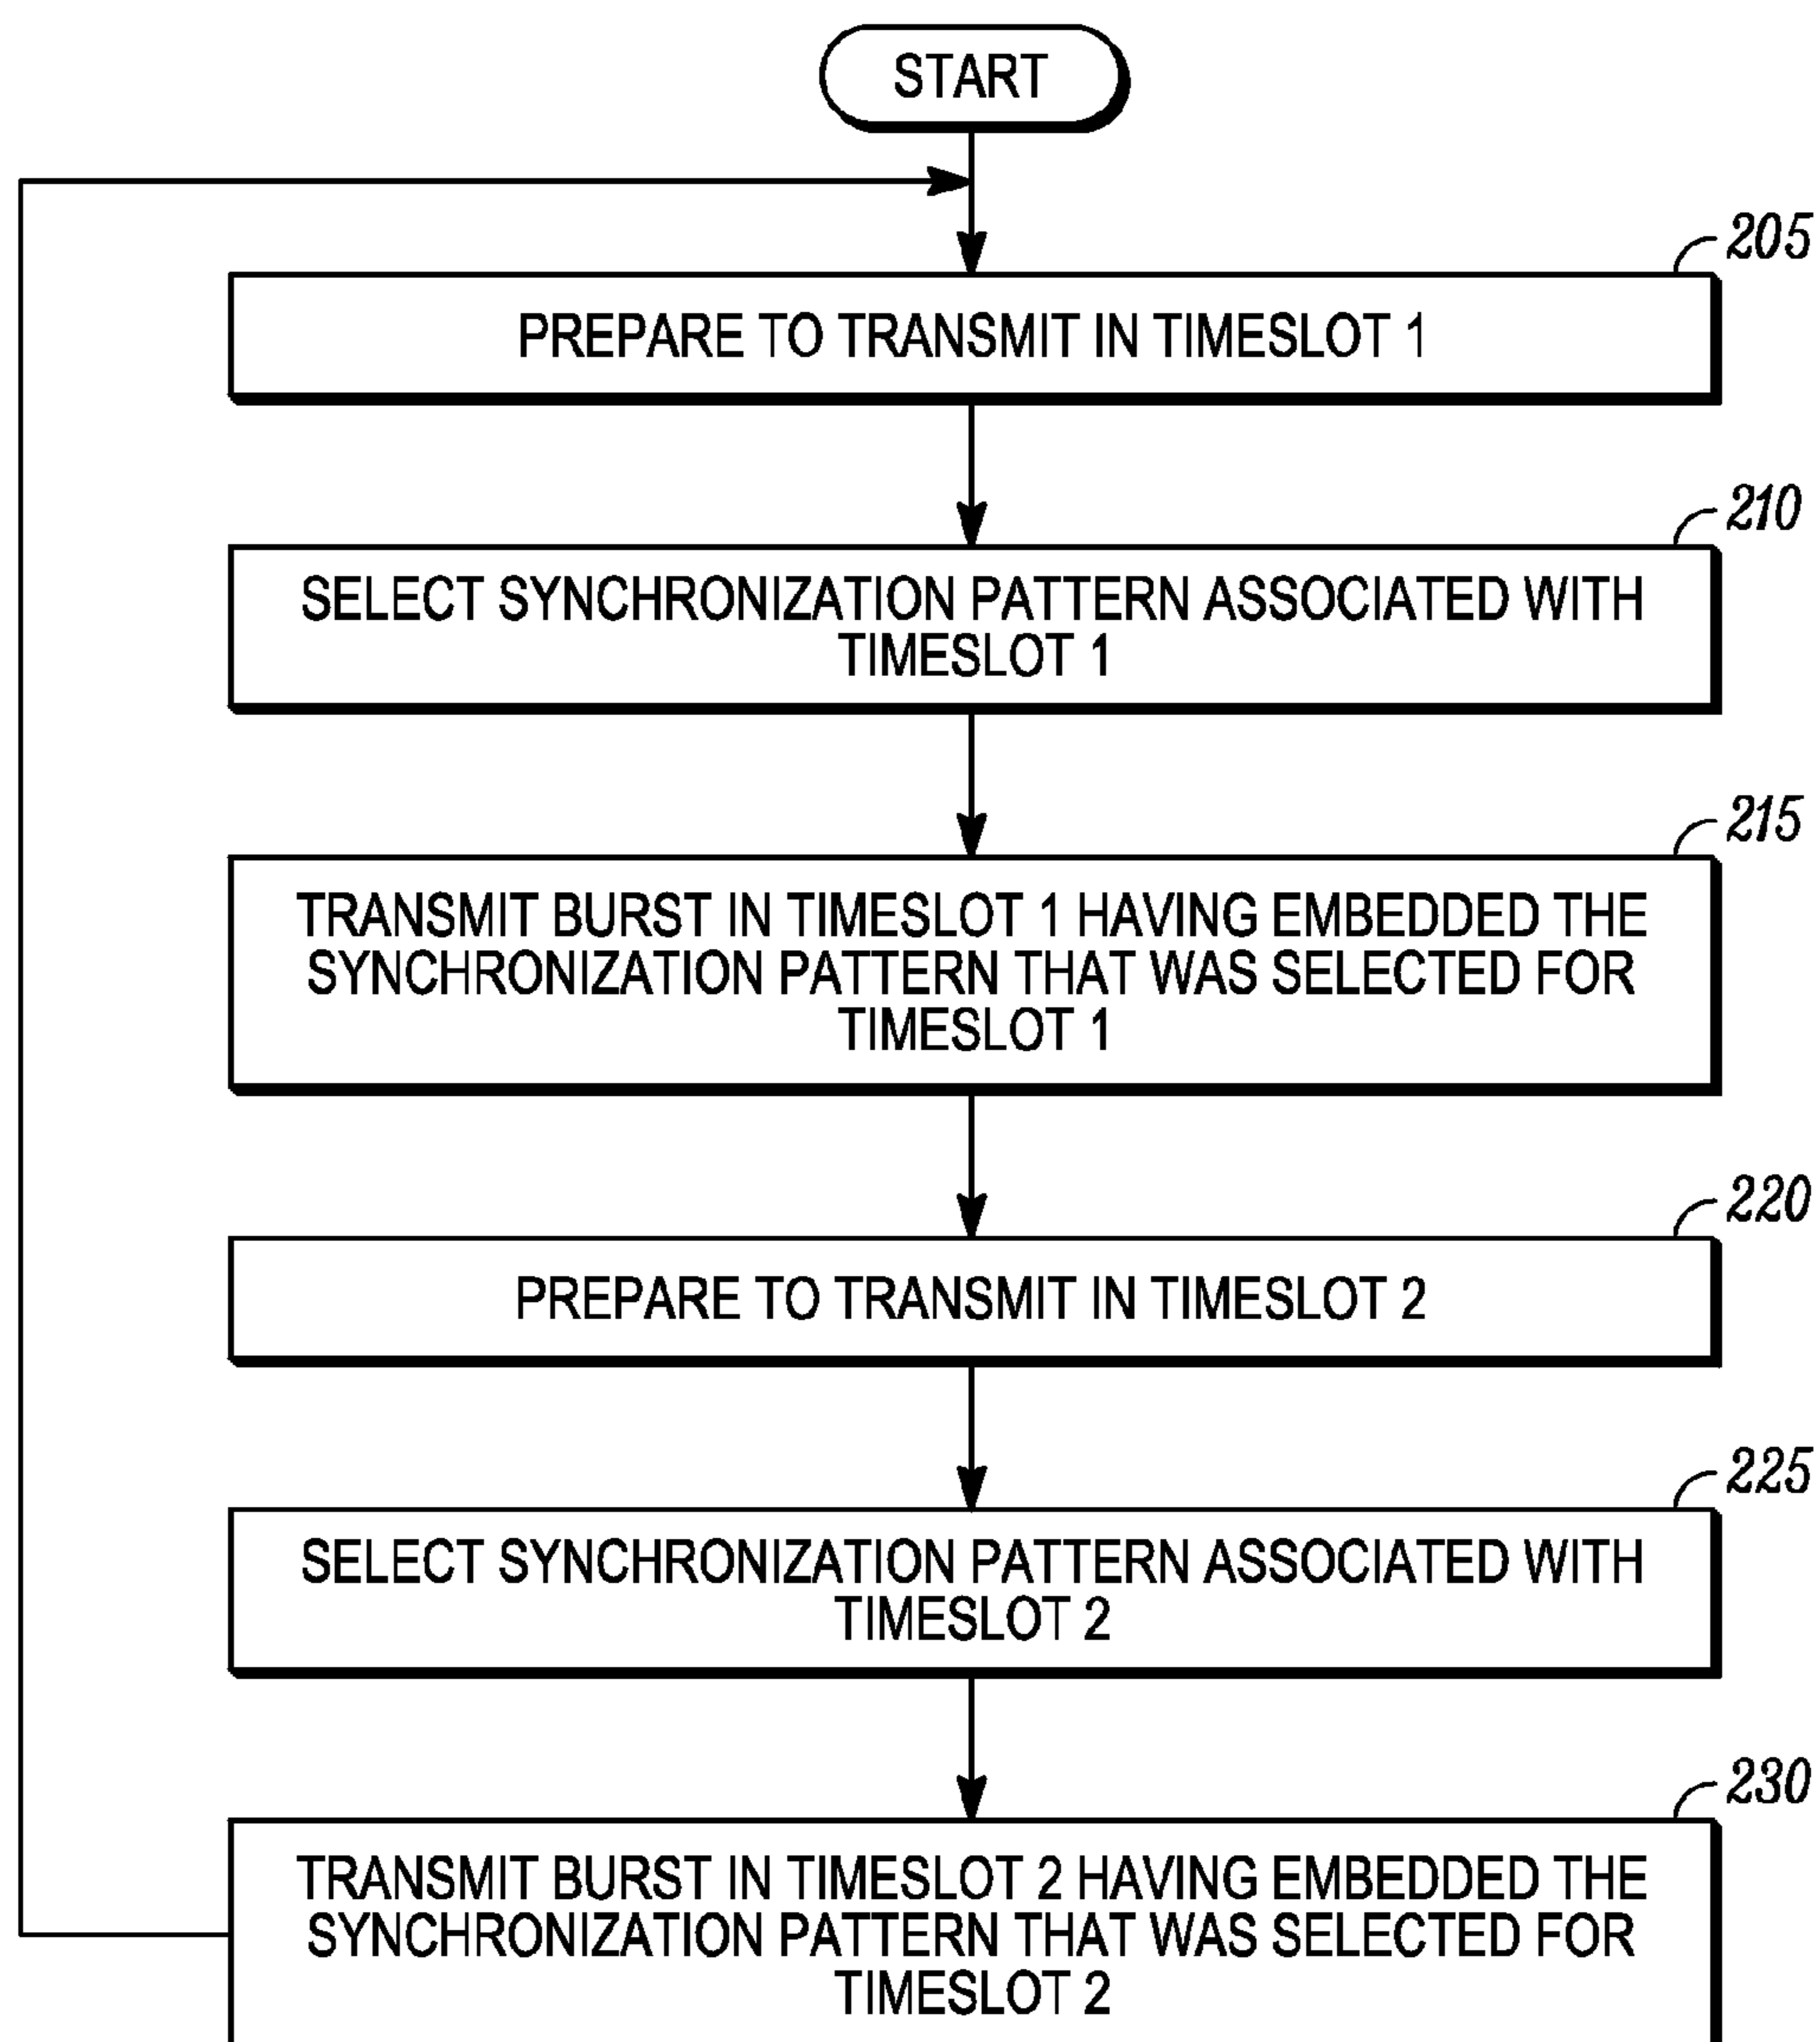 START
205
PREPARE TO TRANSMIT IN TIMESLOT 1
210
SELECT SYNCHRONIZATION PATTERN ASSOCIATED WITH
TIMESLOT 1
215
TRANSMIT BURST IN TIMESLOT 1 HAVING EMBEDDED THE
SYNCHRONIZATION PATTERN THAT WAS SELECTED FOR
TIMESLOT 1
220
PREPARE TO TRANSMIT IN TIMESLOT 2
225
SELECT SYNCHRONIZATION PATTERN ASSOCIATED WITH
TIMESLOT 2
230
TRANSMIT BURST IN TIMESLOT 2 HAVING EMBEDDED THE
SYNCHRONIZATION PATTERN THAT WAS SELECTED FOR
TIMESLOT 2